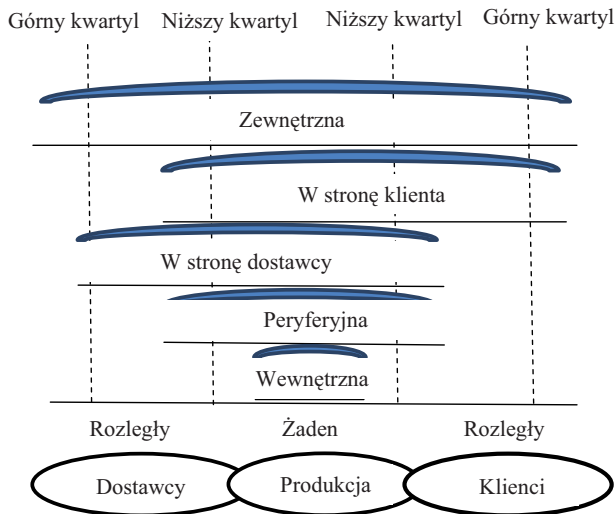 Górny kwartyl Niższy kwartyl Niższy kwartyl Górny kwartyl
Zewnętrzna
W stronę klienta
W stronę dostawcy
Peryferyjna
Wewnętrzna
Rozległy Żaden Rozległy
Dostawcy Produkcja Klienci